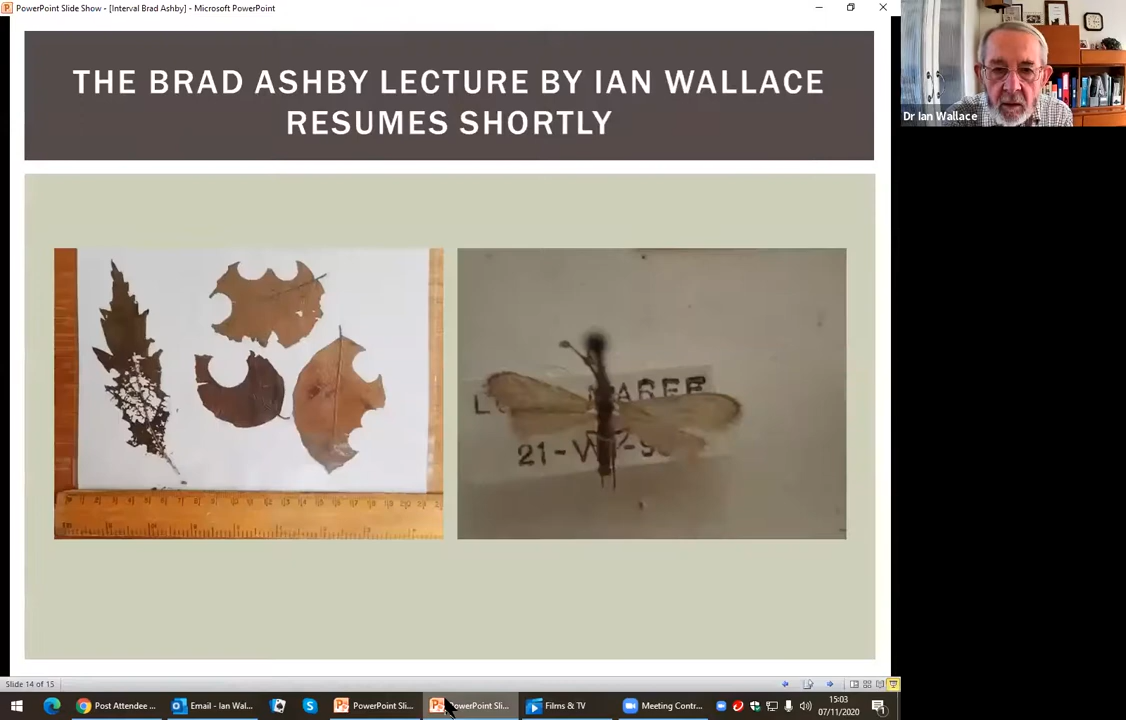 PowerPoint Slide Show - [Interval Brad Ashby] - Microsoft PowerPoint
THE BRAD ASHBY LECTURE BY IAN WALLACE
RESUMES SHORTLY
Dr Ian Wallace
21-V
Slide 14 of 15
Post Attendee ...
Email - Ian Wal...
PowerPoint Sli...
PowerPoint Sli...
Films & TV
Meeting Contr...
15:03
07/11/2020